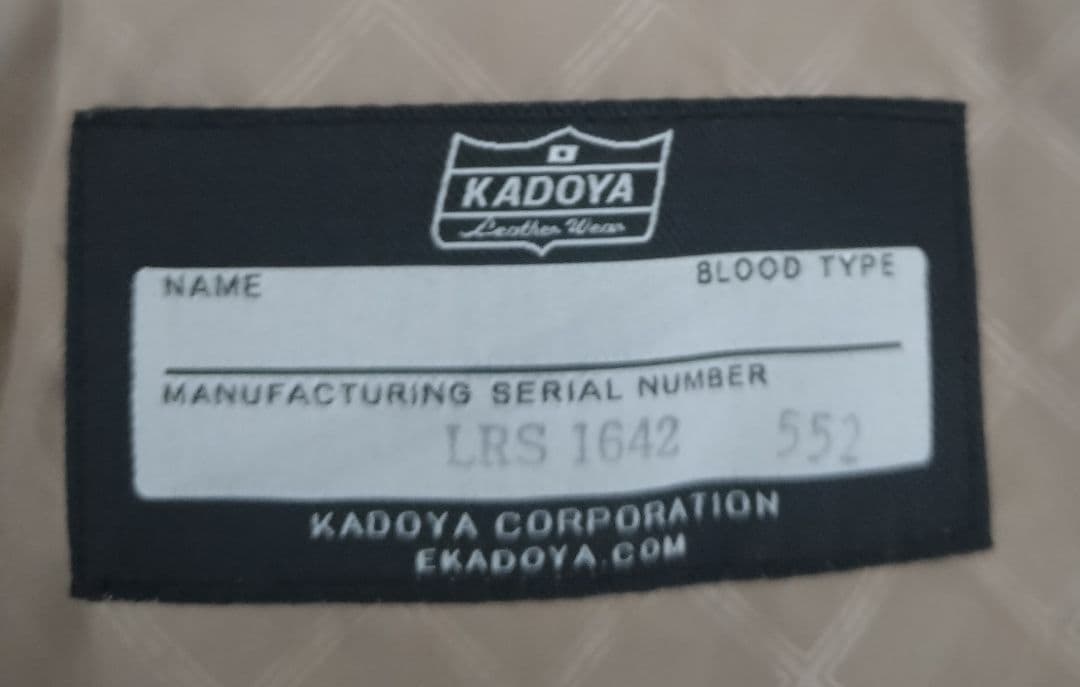 KADOYA
Leather Wear
NAME BLOOD TYPE
MANUFACTURING SERIAL NUMBER
LRS 1642 552
KADOYA CORPORATION
EKADOYA.COM